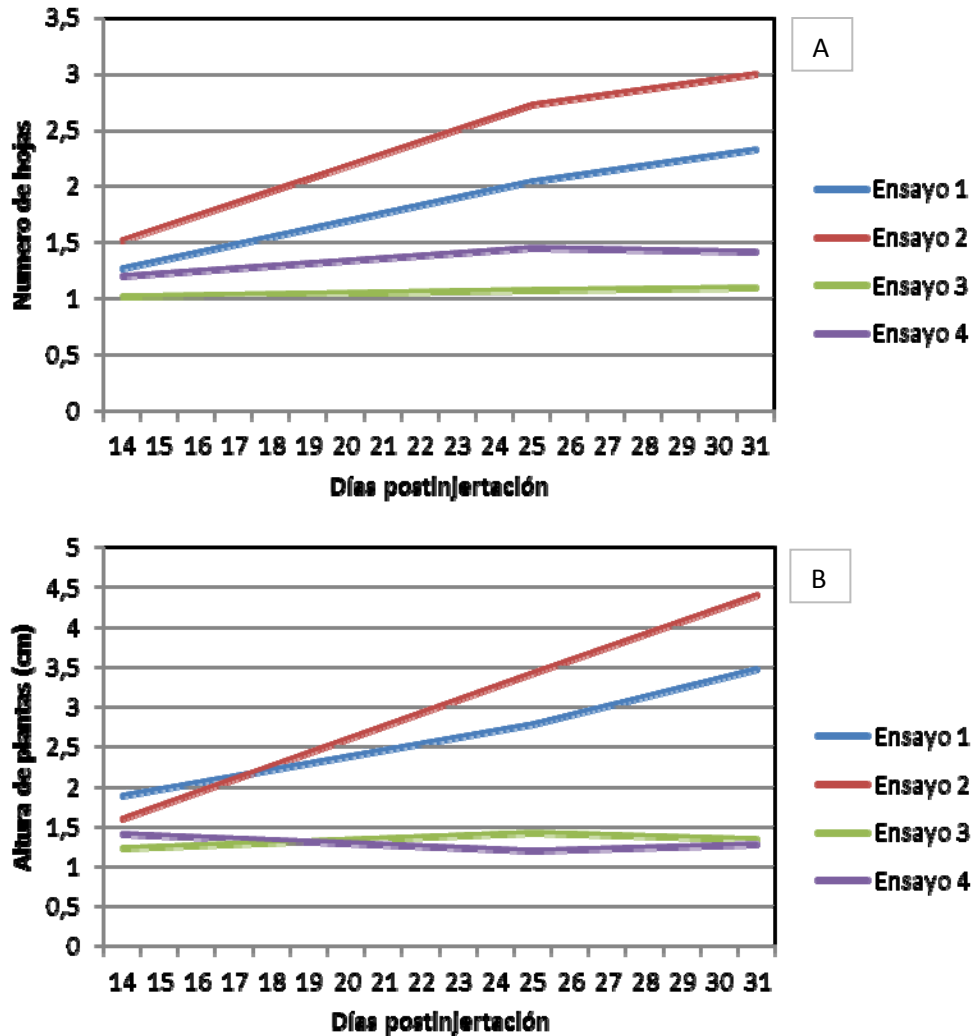 A
3,5
3
2,5
2
1,5
1
0,5
0
Numero de hojas
14 15 16 17 18 19 20 21 22 23 24 25 26 27 28 29 30 31
Días postinjertación
Ensayo 1
Ensayo 2
Ensayo 3
Ensayo 4
B
5
4,5
4
3,5
3
2,5
2
1,5
1
0,5
0
Altura de plantas (cm)
14 15 16 17 18 19 20 21 22 23 24 25 26 27 28 29 30 31
Días postinjertación
Ensayo 1
Ensayo 2
Ensayo 3
Ensayo 4